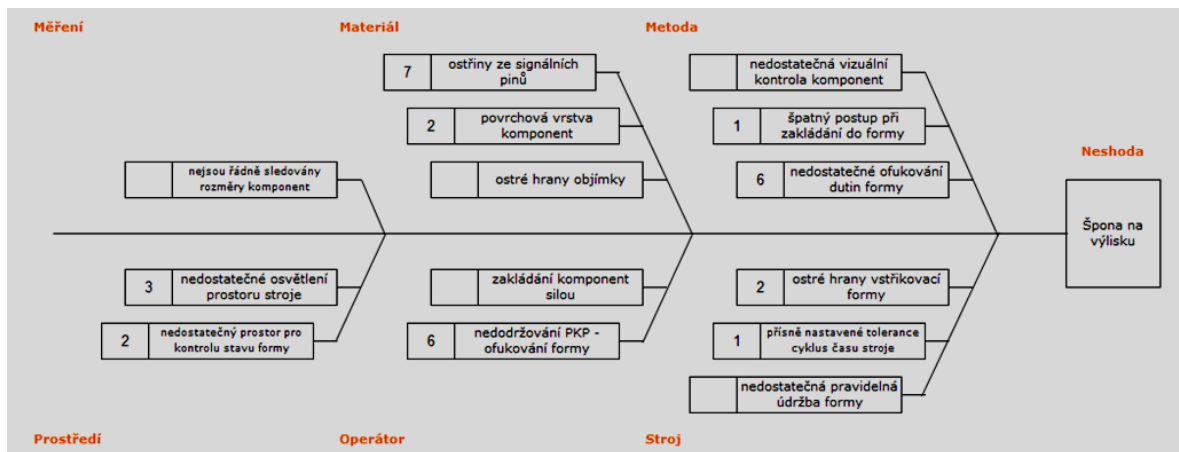 Měření
Materiál
Metoda
7
ostřiny ze signálních
pinů
nedostatečná vizuální
kontrola komponent
2
povrchová vrstva
komponent
1
špatný postup při
zakládání do formy
Neshoda
nejsou řádně sledovány
rozměry komponent
ostré hrany objímky
6
nedostatečné ofukování
dutin formy
Špona na
výlisku
3
nedostatečné osvětlení
prostoru stroje
zakládání komponent
silou
2
ostré hrany vstřikovací
formy
2
nedostatečný prostor pro
kontrolu stavu formy
6
nedodržování PKP -
ofukování formy
1
přísně nastavené tolerance
cyklus času stroje
nedostatečná pravidelná
údržba formy
Prostředí
Operátor
Stroj